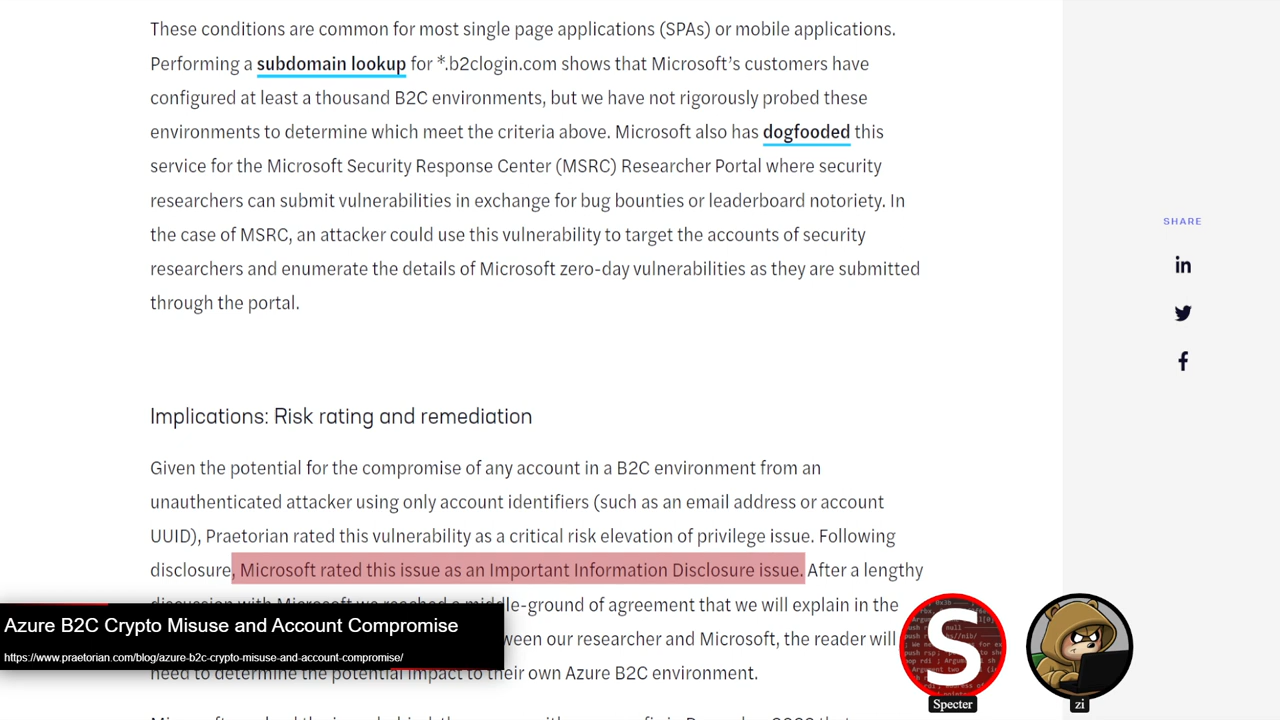 These conditions are common for most single page applications (SPAs) or mobile applications.
Performing a subdomain lookup for *.b2clogin.com shows that Microsoft's customers have
configured at least a thousand B2C environments, but we have not rigorously probed these
environments to determine which meet the criteria above. Microsoft also has dogfooded this
service for the Microsoft Security Response Center (MSRC) Researcher Portal where security
researchers can submit vulnerabilities in exchange for bug bounties or leaderboard notoriety. In
the case of MSRC, an attacker could use this vulnerability to target the accounts of security
researchers and enumerate the details of Microsoft zero-day vulnerabilities as they are submitted
through the portal.
SHARE
Implications: Risk rating and remediation
Given the potential for the compromise of any account in a B2C environment from an
unauthenticated attacker using only account identifiers (such as an email address or account
UUID), Praetorian rated this vulnerability as a critical risk elevation of privilege issue. Following
disclosure, Microsoft rated this issue as an Important Information Disclosure issue. After a lengthy
discussion with Microsoft we reached a middle-ground of agreement that we will explain in the
between our researcher and Microsoft, the reader will
need to determine the potential impact to their own Azure B2C environment.
Azure B2C Crypto Misuse and Account Compromise
https://www.praetorian.com/blog/azure-b2c-crypto-misuse-and-account-compromise/
S
Specter
zi